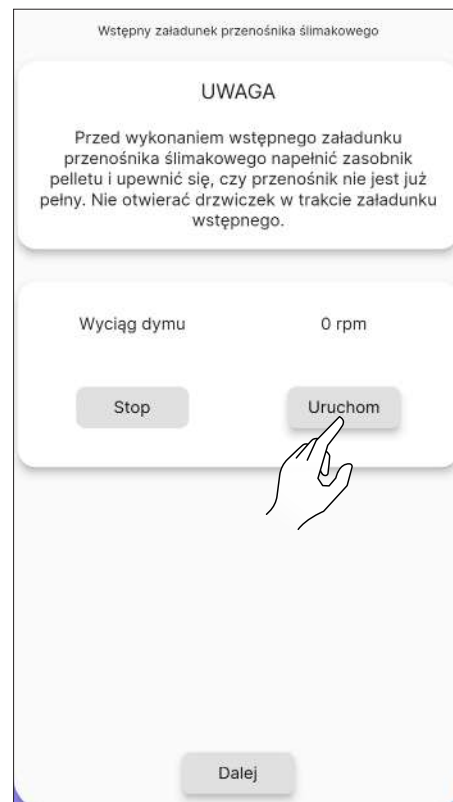 Wstępny załadunek przenośnika ślimakowego
UWAGA
Przed wykonaniem wstępnego załadunku
przenośnika ślimakowego napełnić zasobnik
pelletu i upewnić się, czy przenośnik nie jest już
pełny. Nie otwierać drzwiczek w trakcie załadunku
wstępnego.
Wyciąg dymu 0 rpm
Stop Uruchom
Dalej